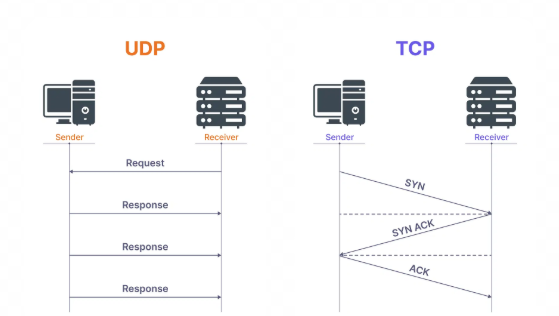 UDP
Sender
Receiver
Request
Response
Response
Response
TCP
Sender
Receiver
SYN
SYN ACK
ACK